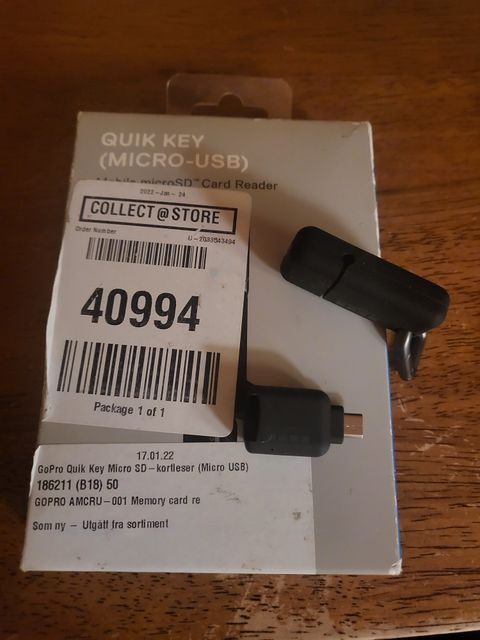 QUIK KEY
(MICRO-USB)
Mobile microSD™ Card Reader
2022-Jan- 24
COLLECT@STORE
Order Number
40994
Package 1 of 1
17.01.22
GoPro Quik Key Micro SD-kortleser (Micro USB)
186211 (B18) 50
GOPRO AMCRU-001 Memory card re
Som ny - Utgått fra sortiment